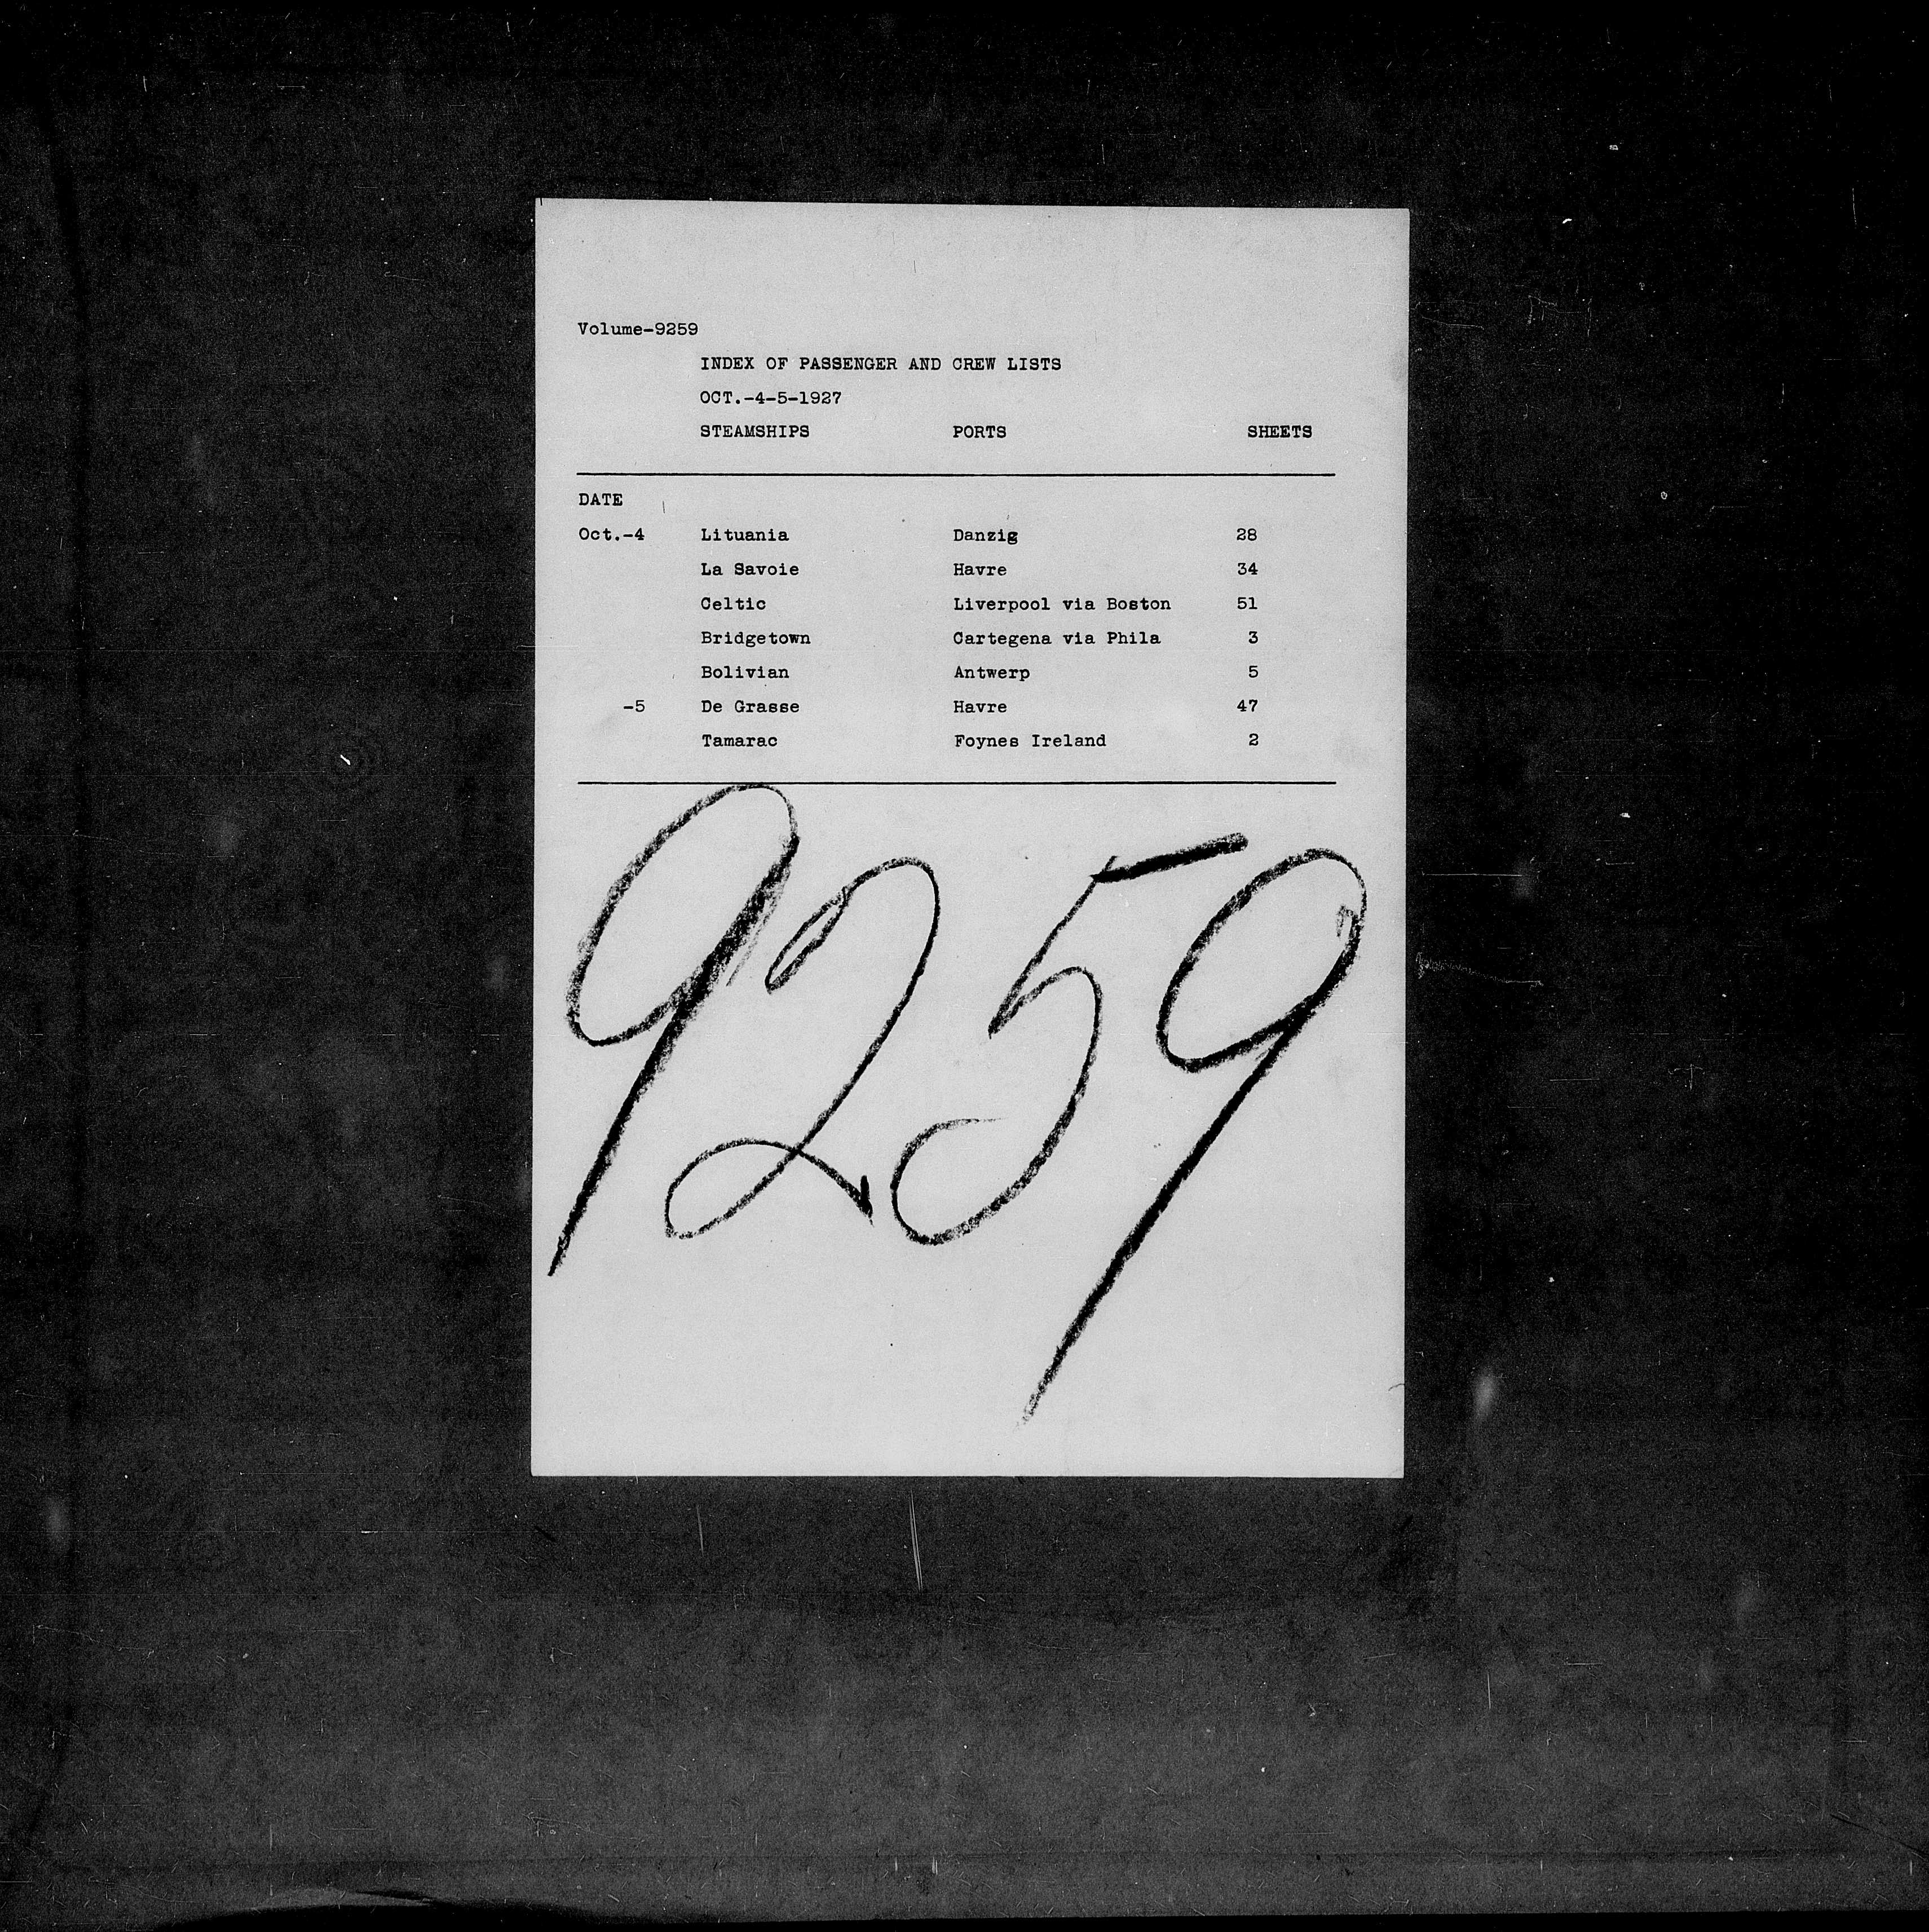 Volume-9259
INDEX OF PASSENGER AND CREW LISTS
OCT.-4-5-1927
STEAMSHIPS PORTS SHEETS
DATE
Oct.-4 Lituania Danzig 28
La Savoie Havre 34
Celtic Liverpool via Boston 51
Bridgetown Cartegena via Phila 3
Bolivian Antwerp 5
-5 De Grasse Havre 47
Tamarac Foynes Ireland 2
9259